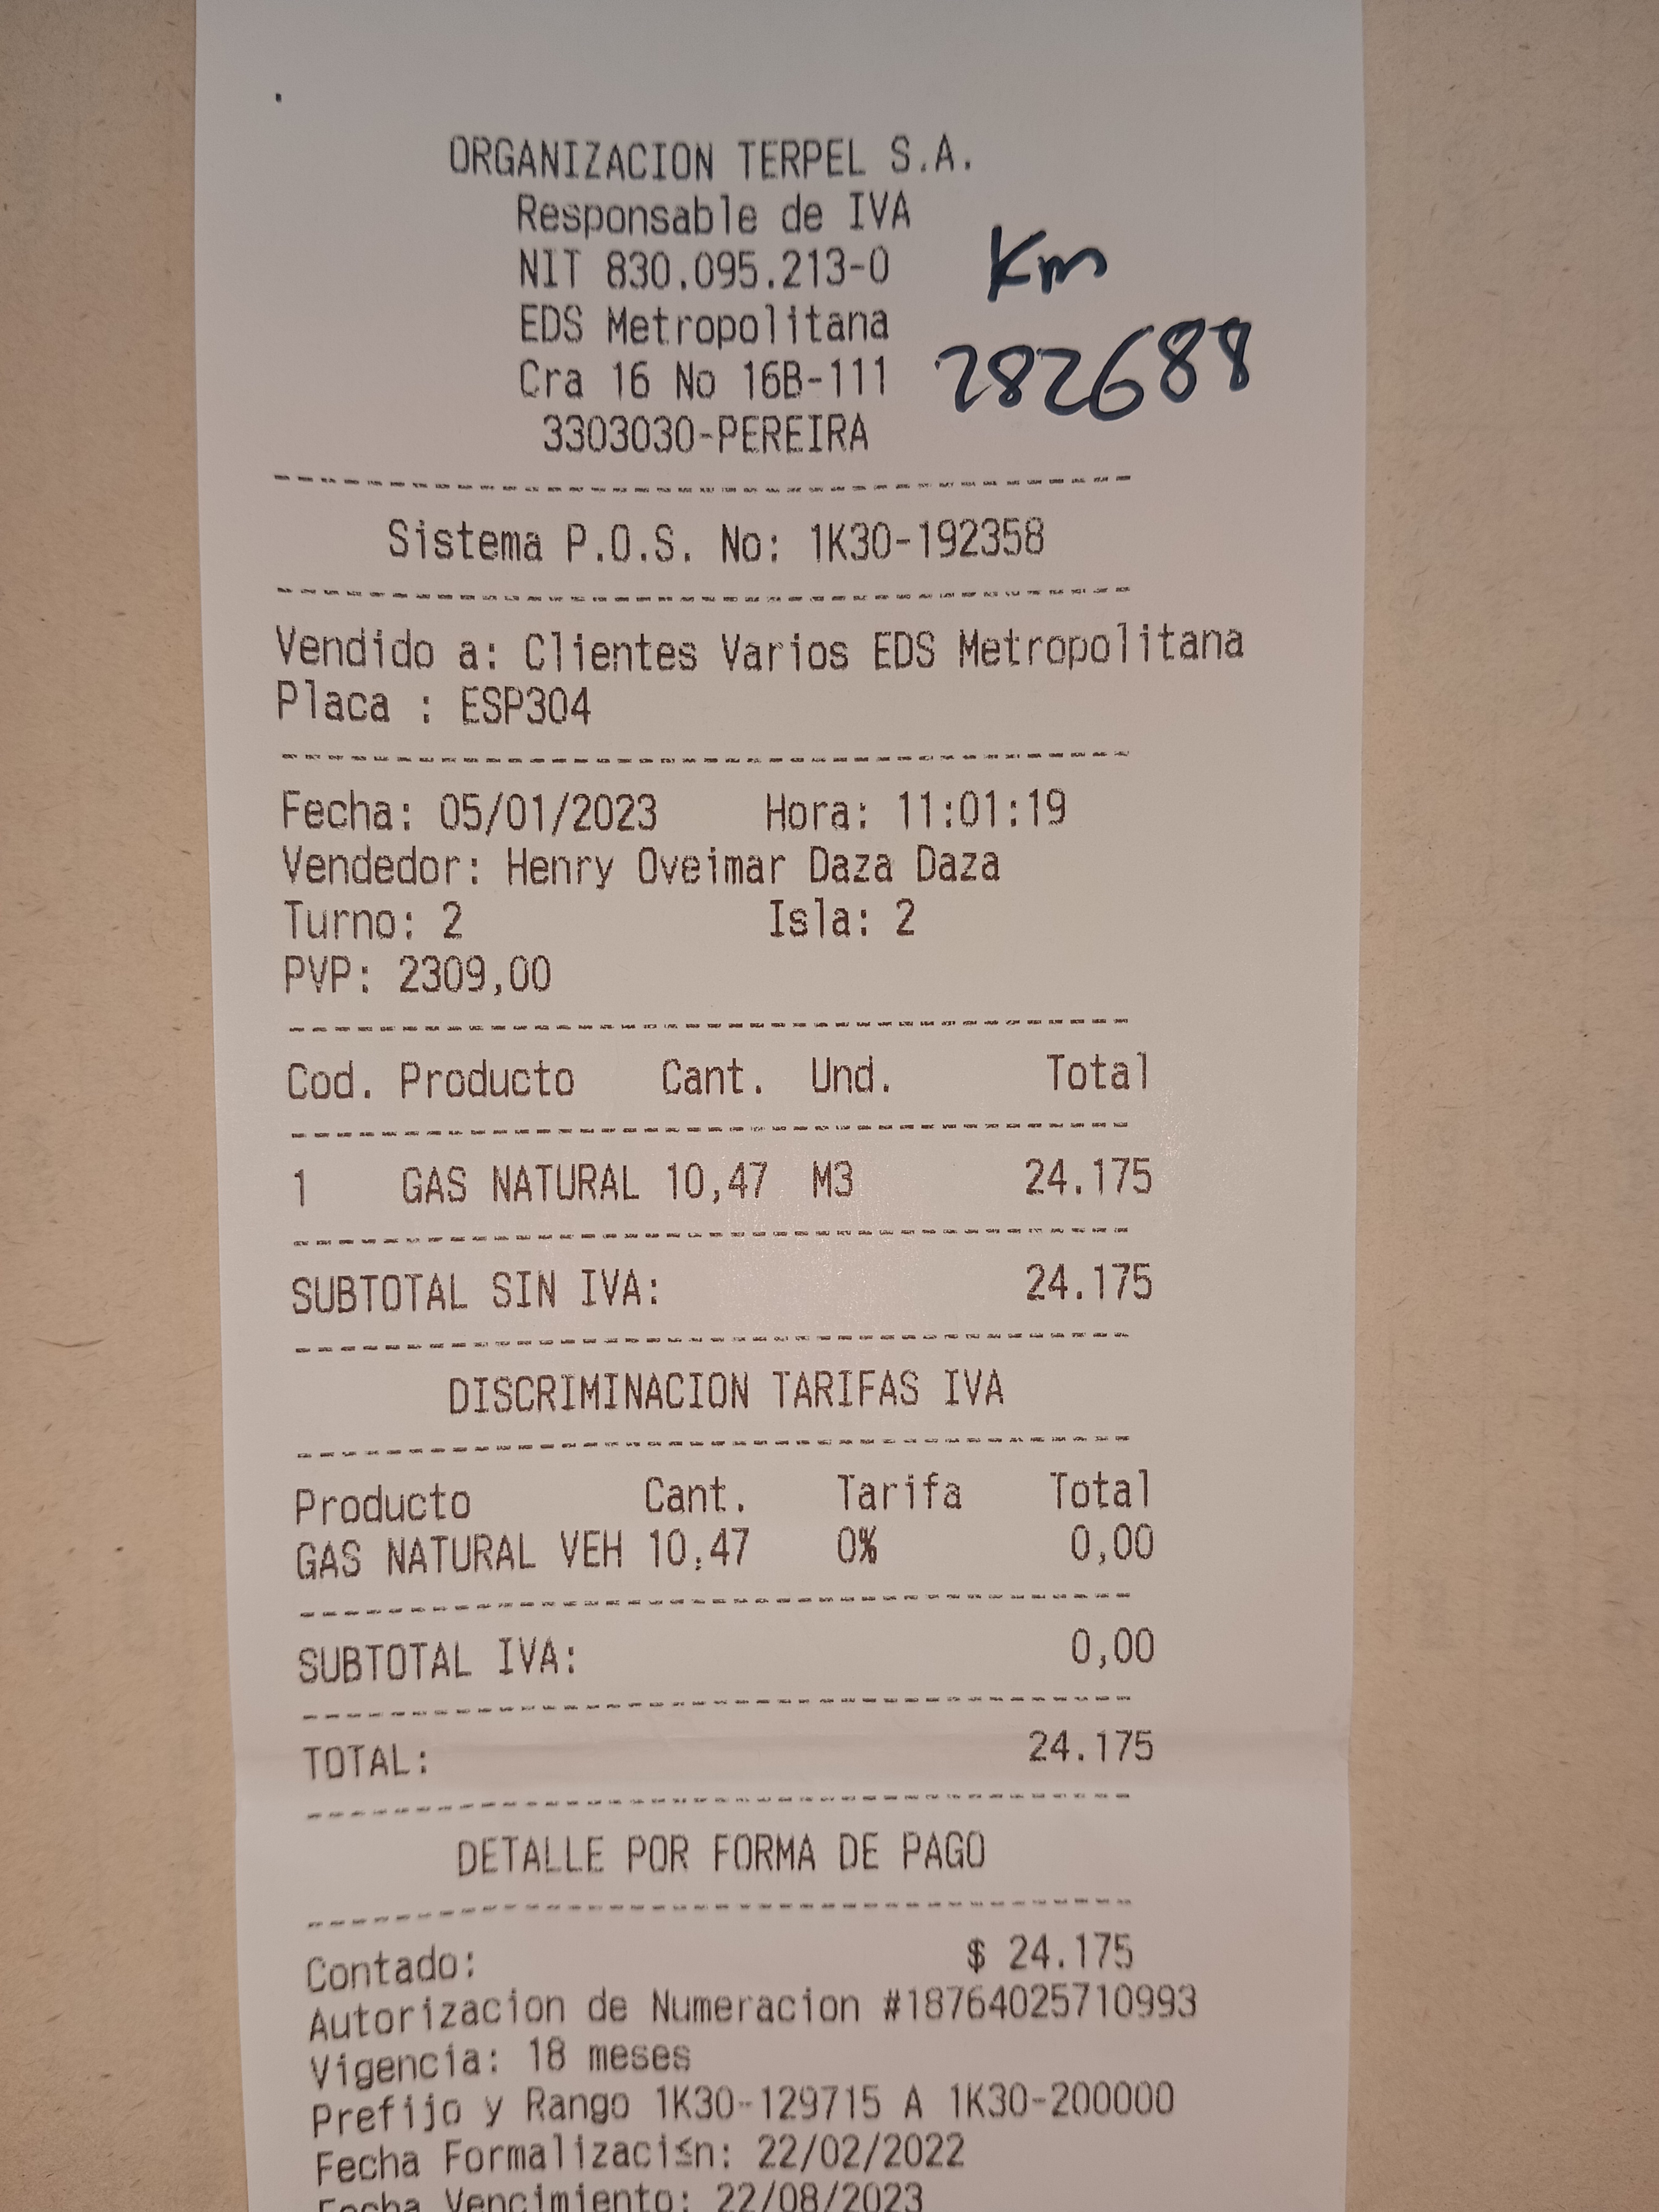 ORGANIZACION TERPEL S.A.
Responsable de IVA
NIT 830.095.213-0
Km
EDS Metropolitana
Cra 16 No 16B-111
282688
3303030-PEREIRA
Sistema P.O.S. No: 1K30-192358
Vendido a: Clientes Varios EDS Metropolitana
Placa : ESP304
Fecha: 05/01/2023 Hora: 11:01:19
Vendedor: Henry Oveimar Daza Daza
Turno: 2 Isla: 2
PVP: 2309,00
Cod. Producto Cant. Und. Total
1 GAS NATURAL 10,47 M3 24.175
SUBTOTAL SIN IVA: 24.175
DISCRIMINACION TARIFAS IVA
Producto Cant. Tarifa Total
GAS NATURAL VEH 10,47 0% 0,00
SUBTOTAL IVA: 0,00
TOTAL: 24.175
DETALLE POR FORMA DE PAGO
Contado: $ 24.175
Autorizacion de Numeracion #18764025710993
Vigencia: 18 meses
Prefijo y Rango 1K30-129715 A 1K30-200000
Fecha Formalizaci≤n: 22/02/2022
Fecha Vencimiento: 22/08/2023